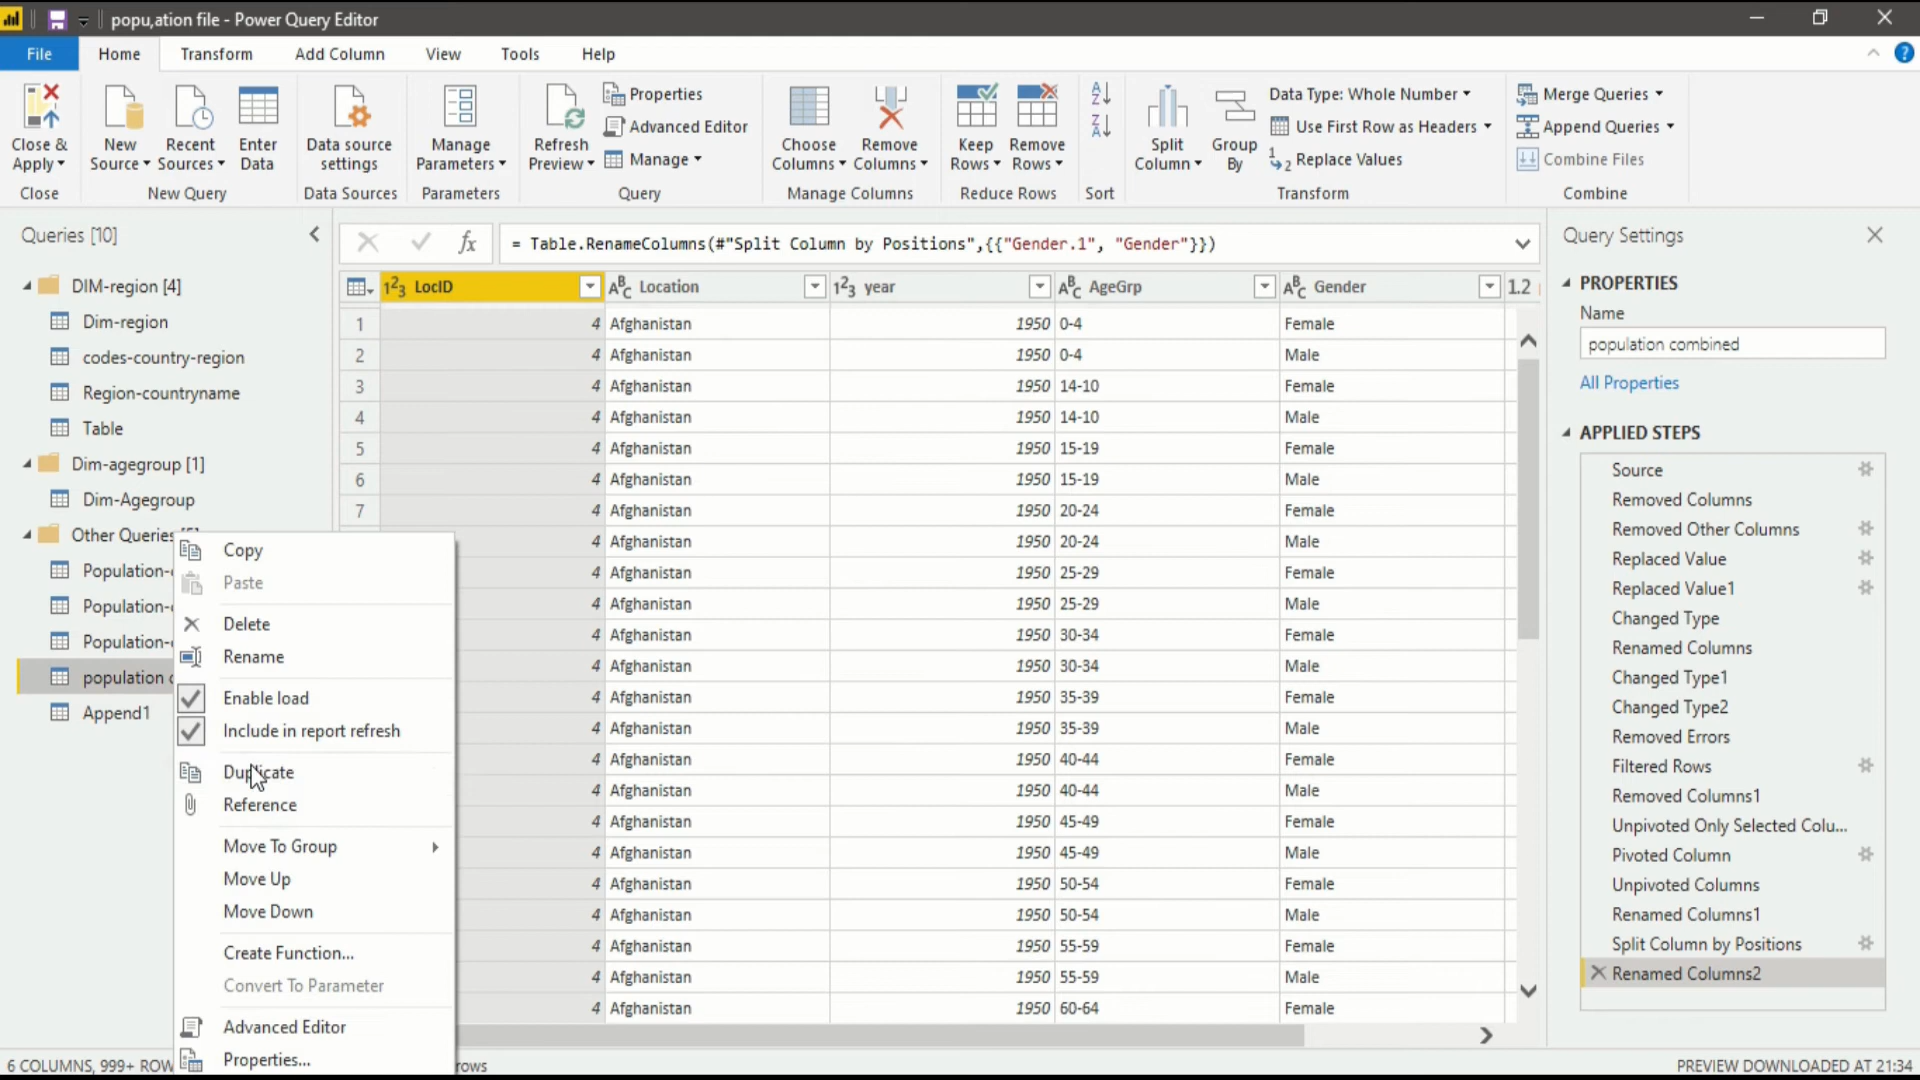 popu,ation file - Power Query Editor
File Home Transform Add Column View Tools Help
Close & Apply
Close
New Source
Recent Sources
Enter Data
New Query
Data source settings
Data Sources
Manage Parameters
Parameters
Refresh Preview
Properties
Advanced Editor
Manage
Query
Choose Columns
Remove Columns
Manage Columns
Keep Rows
Remove Rows
Reduce Rows
Sort
Split Column
Group By
Data Type: Whole Number
Use First Row as Headers
Replace Values
Transform
Merge Queries
Append Queries
Combine Files
Combine
Queries [10]
DIM-region [4]
Dim-region
codes-country-region
Region-countryname
Table
Dim-agegroup [1]
Dim-Agegroup
Other Queries
Population-
Population-
Population-
population
Append1
Copy
Paste
Delete
Rename
Enable load
Include in report refresh
Duplicate
Reference
Move To Group
Move Up
Move Down
Create Function...
Convert To Parameter
Advanced Editor
Properties...
fx = Table.RenameColumns(#"Split Column by Positions",{{"Gender.1", "Gender"}})
LocID Location year AgeGrp Gender 1.2
1 4 Afghanistan 1950 0-4 Female
2 4 Afghanistan 1950 0-4 Male
3 4 Afghanistan 1950 14-10 Female
4 4 Afghanistan 1950 14-10 Male
5 4 Afghanistan 1950 15-19 Female
6 4 Afghanistan 1950 15-19 Male
7 4 Afghanistan 1950 20-24 Female
4 Afghanistan 1950 20-24 Male
4 Afghanistan 1950 25-29 Female
4 Afghanistan 1950 25-29 Male
4 Afghanistan 1950 30-34 Female
4 Afghanistan 1950 30-34 Male
4 Afghanistan 1950 35-39 Female
4 Afghanistan 1950 35-39 Male
4 Afghanistan 1950 40-44 Female
4 Afghanistan 1950 40-44 Male
4 Afghanistan 1950 45-49 Female
4 Afghanistan 1950 45-49 Male
4 Afghanistan 1950 50-54 Female
4 Afghanistan 1950 50-54 Male
4 Afghanistan 1950 55-59 Female
4 Afghanistan 1950 55-59 Male
4 Afghanistan 1950 60-64 Female
Query Settings
PROPERTIES
Name
population combined
All Properties
APPLIED STEPS
Source
Removed Columns
Removed Other Columns
Replaced Value
Replaced Value1
Changed Type
Renamed Columns
Changed Type1
Changed Type2
Removed Errors
Filtered Rows
Removed Columns1
Unpivoted Only Selected Colu...
Pivoted Column
Unpivoted Columns
Renamed Columns1
Split Column by Positions
Renamed Columns2
6 COLUMNS, 999+ ROW rows
PREVIEW DOWNLOADED AT 21:34